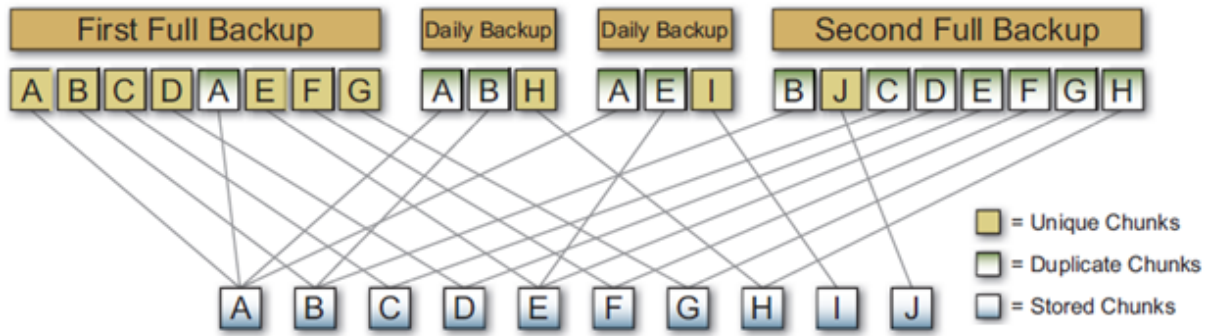 First Full Backup Daily Backup Daily Backup Second Full Backup
A B C D A E F G A B H A E I B J C D E F G H
= Unique Chunks
= Duplicate Chunks
A B C D E F G H I J = Stored Chunks